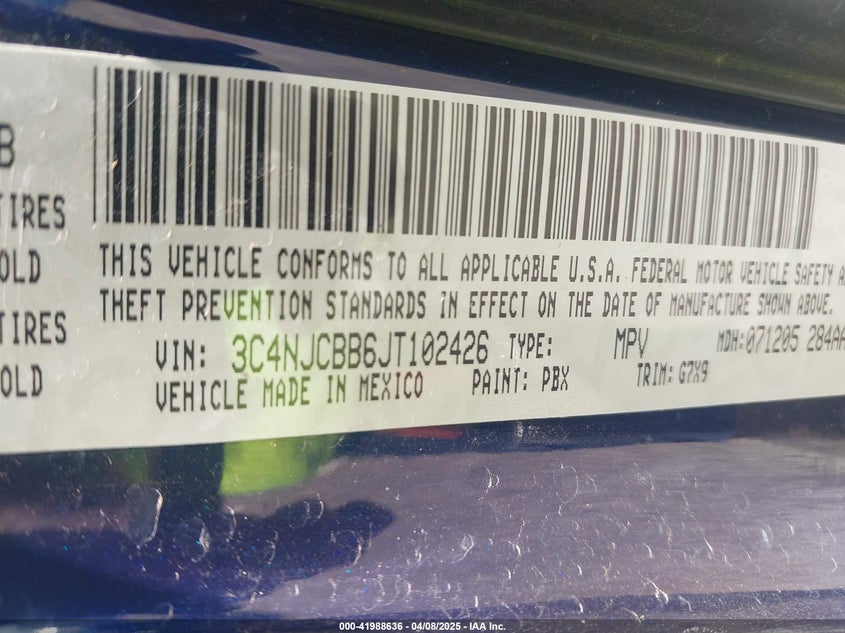 B
TIRES
OLD
TIRES
OLD
THIS VEHICLE CONFORMS TO ALL APPLICABLE U.S.A. FEDERAL MOTOR VEHICLE SAFETY A
THEFT PREVENTION STANDARDS IN EFFECT ON THE DATE OF MANUFACTURE SHOWN ABOVE.
VIN: 3C4NJCBB6JT102426 TYPE: MPV MDH:071205 284AA
VEHICLE MADE IN MEXICO PAINT: PBX TRIM: G7X9
000-41988636 - 04/08/2025 - IAA Inc.